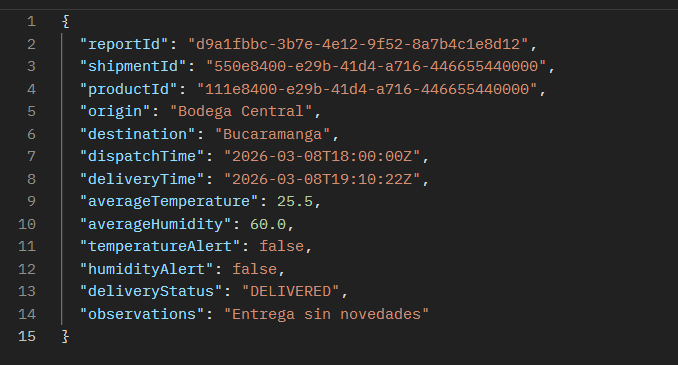 1 {
2 "reportId": "d9a1fbbc-3b7e-4e12-9f52-8a7b4c1e8d12",
3 "shipmentId": "550e8400-e29b-41d4-a716-446655440000",
4 "productId": "111e8400-e29b-41d4-a716-446655440000",
5 "origin": "Bodega Central",
6 "destination": "Bucaramanga",
7 "dispatchTime": "2026-03-08T18:00:00Z",
8 "deliveryTime": "2026-03-08T19:10:22Z",
9 "averageTemperature": 25.5,
10 "averageHumidity": 60.0,
11 "temperatureAlert": false,
12 "humidityAlert": false,
13 "deliveryStatus": "DELIVERED",
14 "observations": "Entrega sin novedades"
15 }